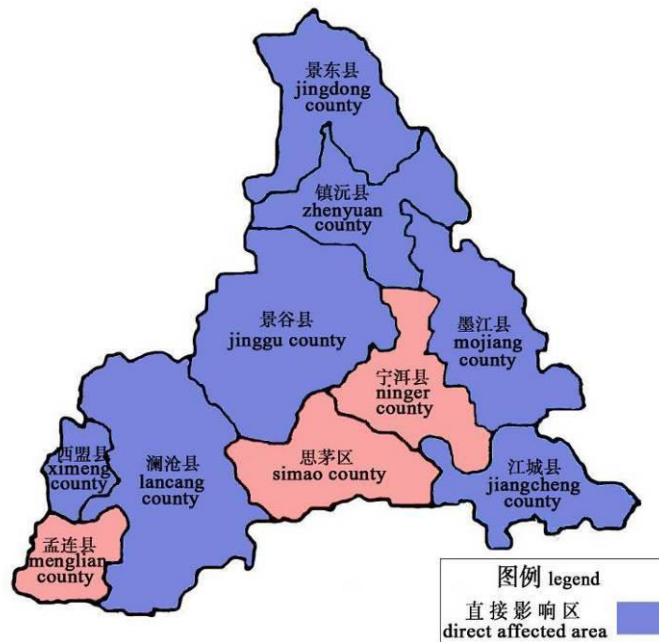 景东县
jingdong
county
镇沅县
zhenyuan
county
景谷县
jinggu county
墨江县
mojiang
county
宁洱县
ninger
county
西盟县
ximeng
county
澜沧县
lancang
county
思茅区
simao county
江城县
jiangcheng
county
孟连县
menglian
county
图例 legend
直接影响区
direct affected area